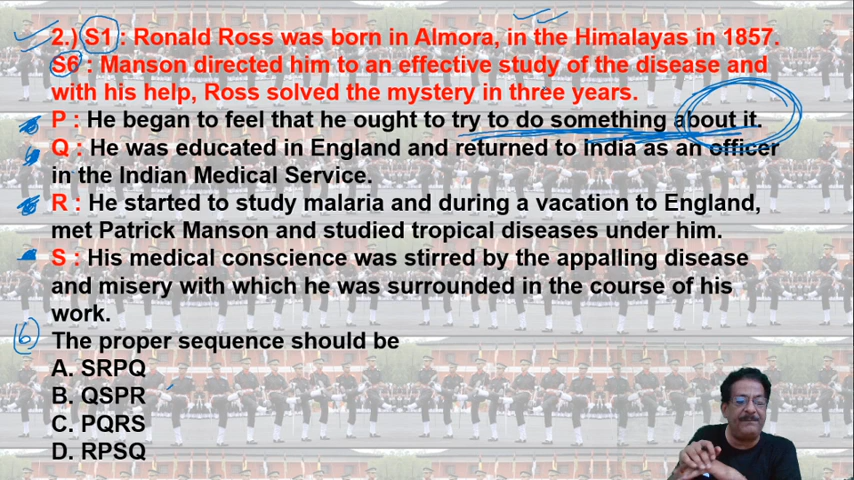 2.) S1 : Ronald Ross was born in Almora, in the Himalayas in 1857.
S6 : Manson directed him to an effective study of the disease and
with his help, Ross solved the mystery in three years.
P : He began to feel that he ought to try to do something about it.
Q : He was educated in England and returned to India as an officer
in the Indian Medical Service.
R : He started to study malaria and during a vacation to England,
met Patrick Manson and studied tropical diseases under him.
S : His medical conscience was stirred by the appalling disease
and misery with which he was surrounded in the course of his
work.
6 The proper sequence should be
A. SRPQ
B. QSPR
C. PQRS
D. RPSQ